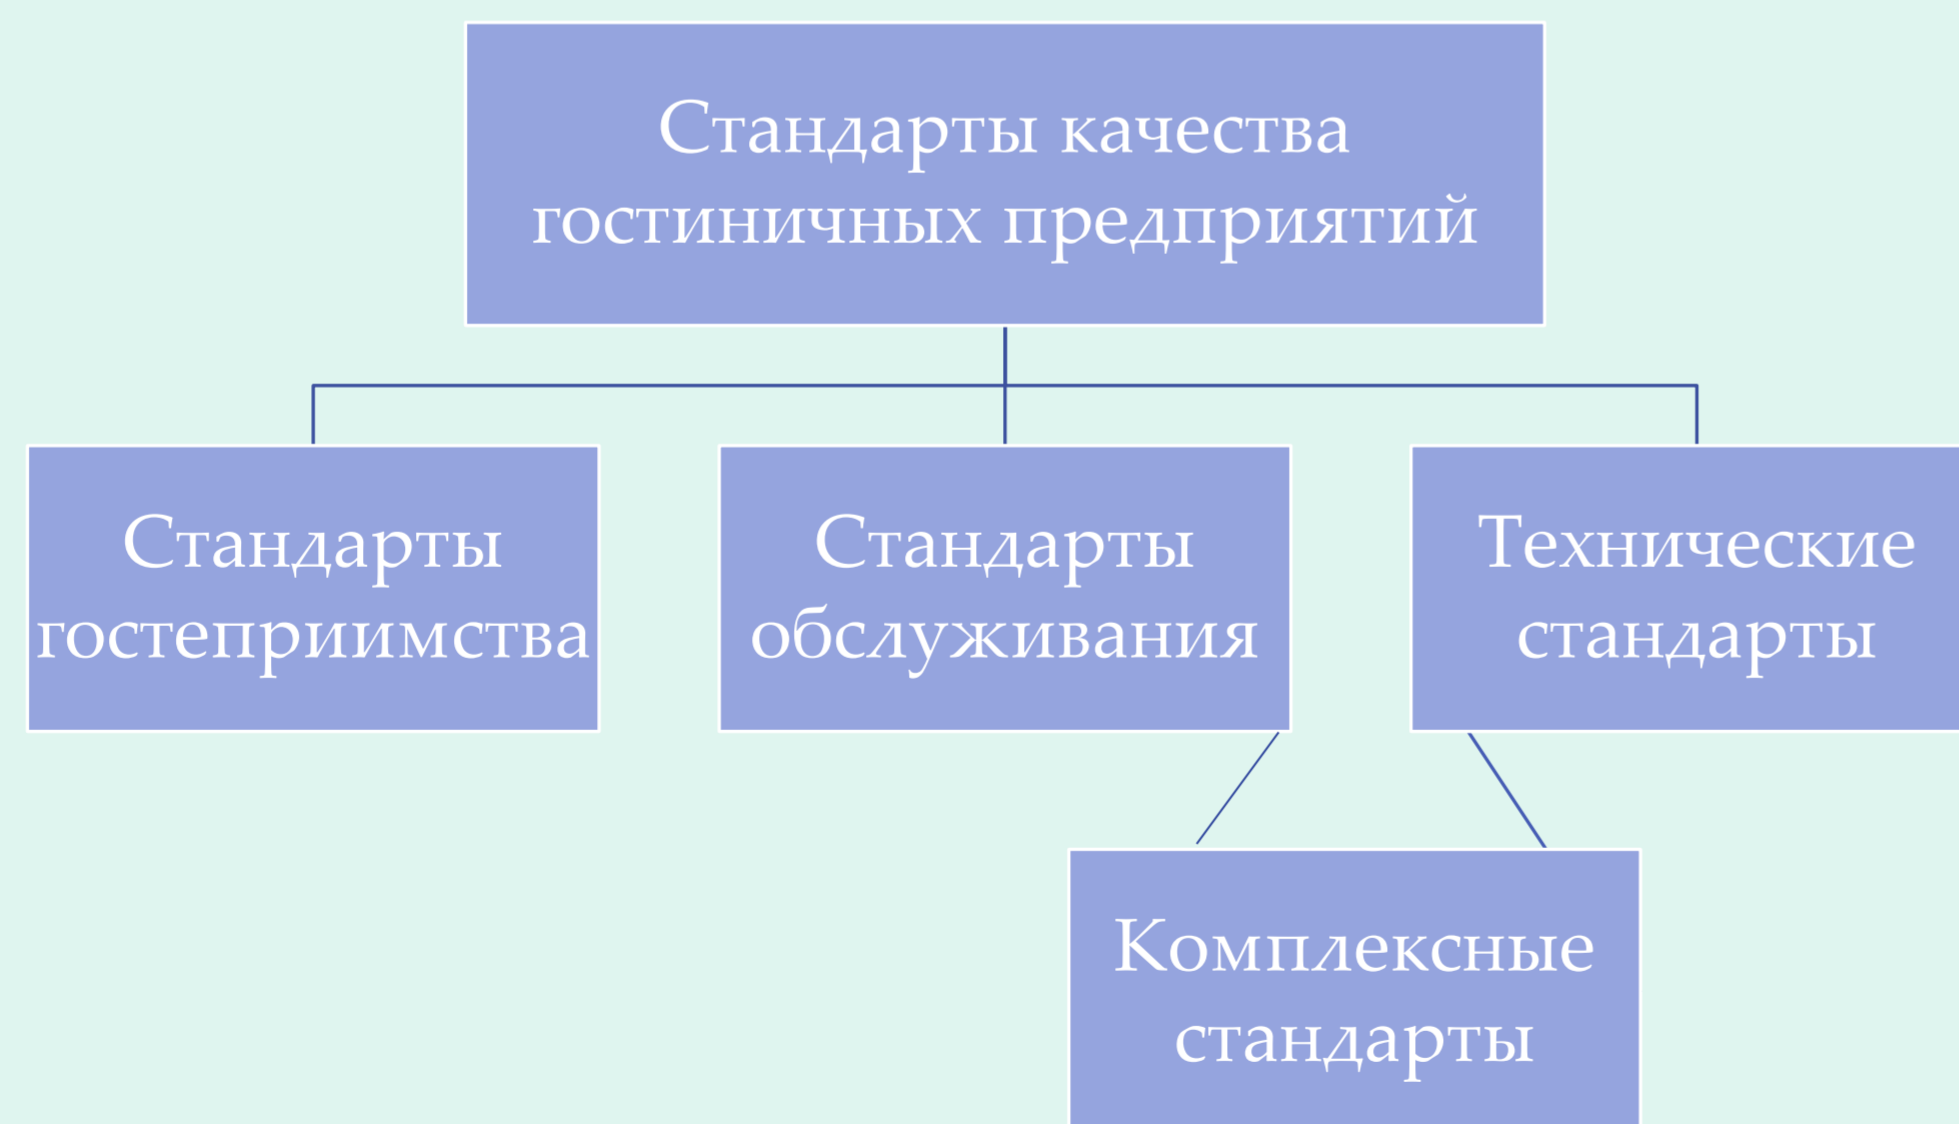 Стандарты качества
гостиничных предприятий
Стандарты
гостеприимства
Стандарты
обслуживания
Технические
стандарты
Комплексные
стандарты